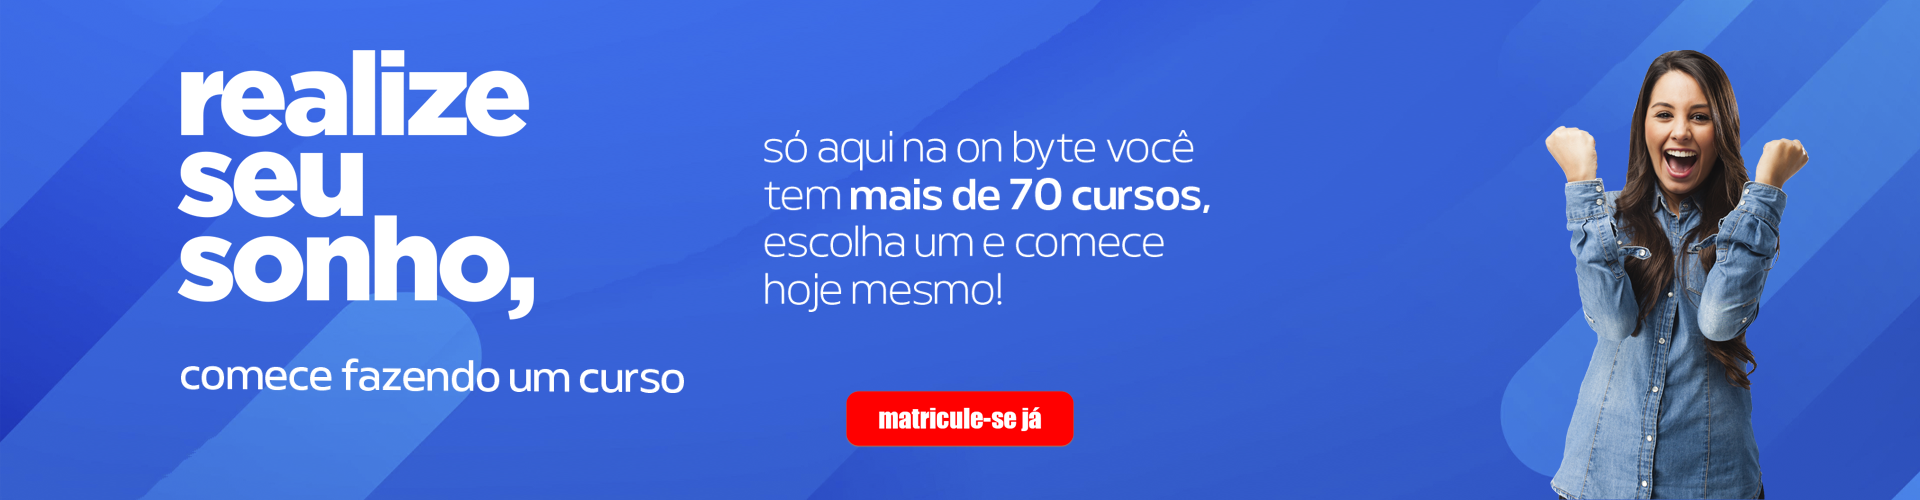 realize
seu
sonho,
comece fazendo um curso
só aqui na on byte você
tem mais de 70 cursos,
escolha um e comece
hoje mesmo!
matricule-se já